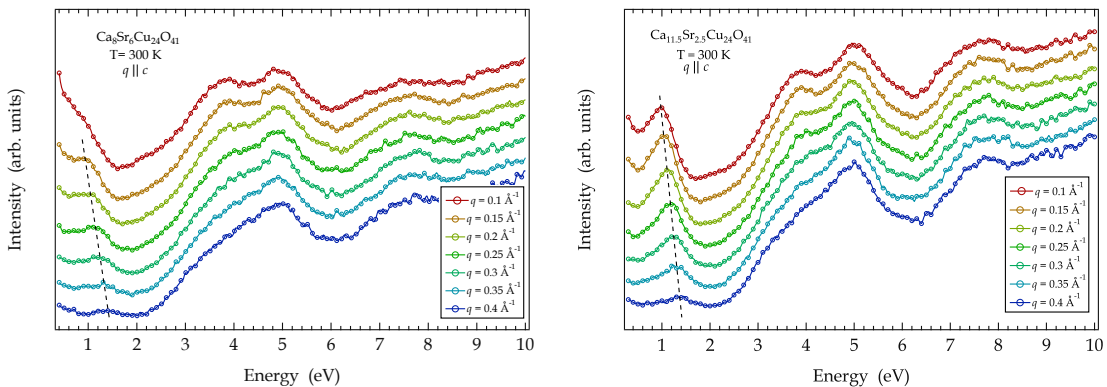 Ca8Sr6Cu24O41
T= 300 K
q || c
Intensity (arb. units)
q = 0.1 Å-1
q = 0.15 Å-1
q = 0.2 Å-1
q = 0.25 Å-1
q = 0.3 Å-1
q = 0.35 Å-1
q = 0.4 Å-1
1 2 3 4 5 6 7 8 9 10
Energy (eV)
Ca11.5Sr2.5Cu24O41
T = 300 K
q || c
Intensity (arb. units)
q = 0.1 Å-1
q = 0.15 Å-1
q = 0.2 Å-1
q = 0.25 Å-1
q = 0.3 Å-1
q = 0.35 Å-1
q = 0.4 Å-1
1 2 3 4 5 6 7 8 9 10
Energy (eV)